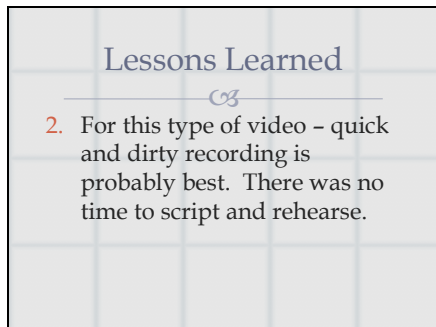 Lessons Learned
2. For this type of video – quick
and dirty recording is
probably best.  There was no
time to script and rehearse.